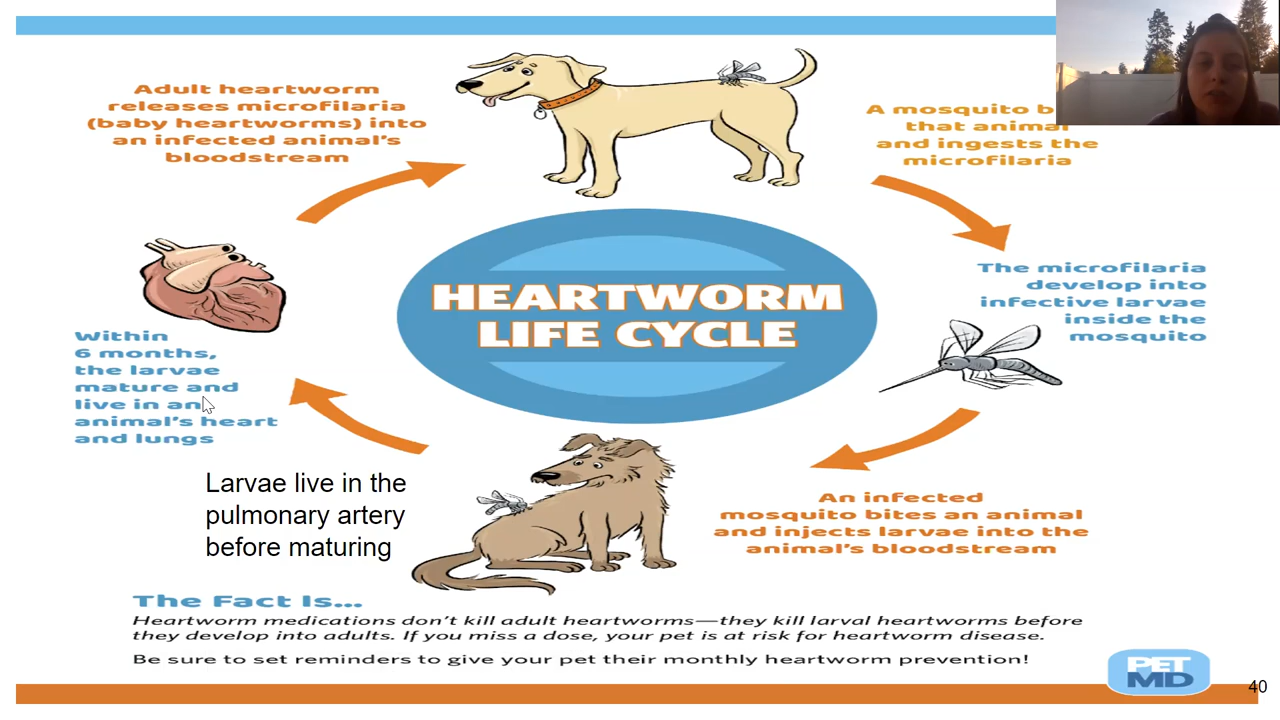 Adult heartworm
releases microfilaria
(baby heartworms) into
an infected animal's
bloodstream
A mosquito b
that animal
and ingests the
microfilaria
HEARTWORM
LIFE CYCLE
The microfilaria
develop into
infective larvae
inside the
mosquito
Within
6 months,
the larvae
mature and
live in an
animal's heart
and lungs
Larvae live in the
pulmonary artery
before maturing
An infected
mosquito bites an animal
and injects larvae into the
animal's bloodstream
The Fact Is...
Heartworm medications don't kill adult heartworms—they kill larval heartworms before
they develop into adults. If you miss a dose, your pet is at risk for heartworm disease.
Be sure to set reminders to give your pet their monthly heartworm prevention!
PET
MD
40